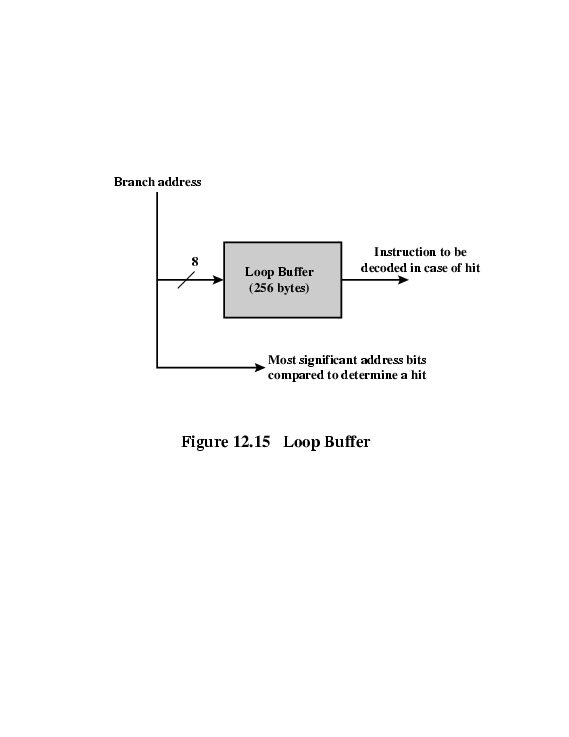 Branch address
8
Loop Buffer
(256 bytes)
Instruction to be
decoded in case of hit
Most significant address bits
compared to determine a hit
Figure 12.15 Loop Buffer